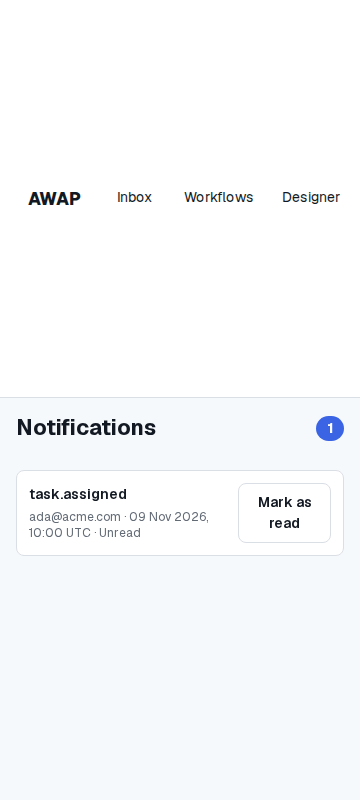 AWAP Inbox Workflows Designer
Notifications 1
task.assigned
ada@acme.com · 09 Nov 2026,
10:00 UTC · Unread
Mark as
read